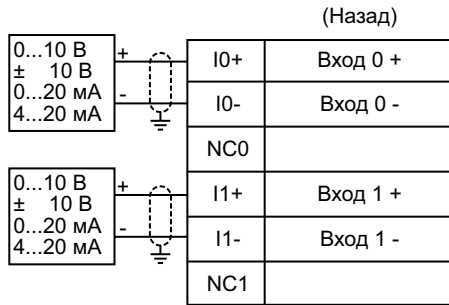 (Назад)
0...10 В
± 10 В
0...20 мА
4...20 мА
+
-
I0+ Вход 0 +
I0- Вход 0 -
NC0
0...10 В
± 10 В
0...20 мА
4...20 мА
+
-
I1+ Вход 1 +
I1- Вход 1 -
NC1